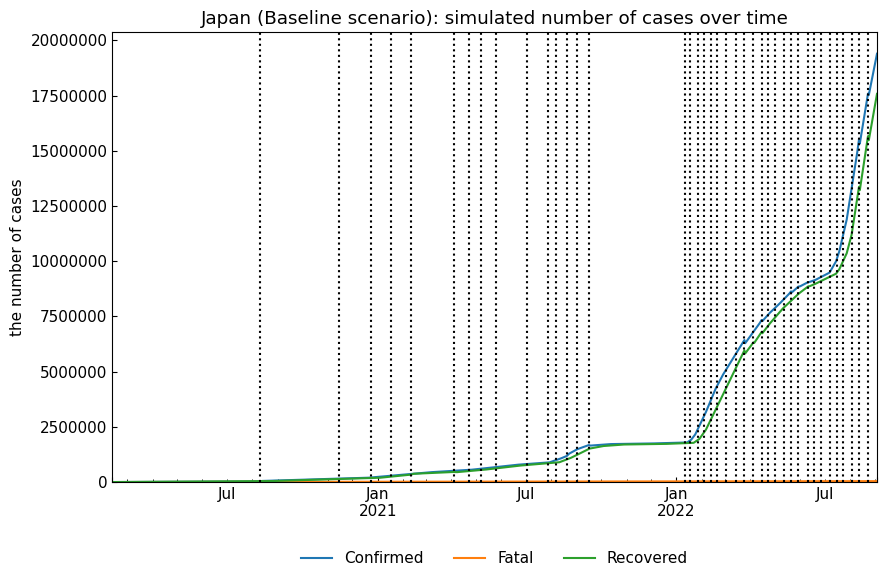 Japan (Baseline scenario): simulated number of cases over time
the number of cases
20000000
17500000
15000000
12500000
10000000
7500000
5000000
2500000
0
Jul
Jan
2021
Jul
Jan
2022
Jul
Confirmed
Fatal
Recovered